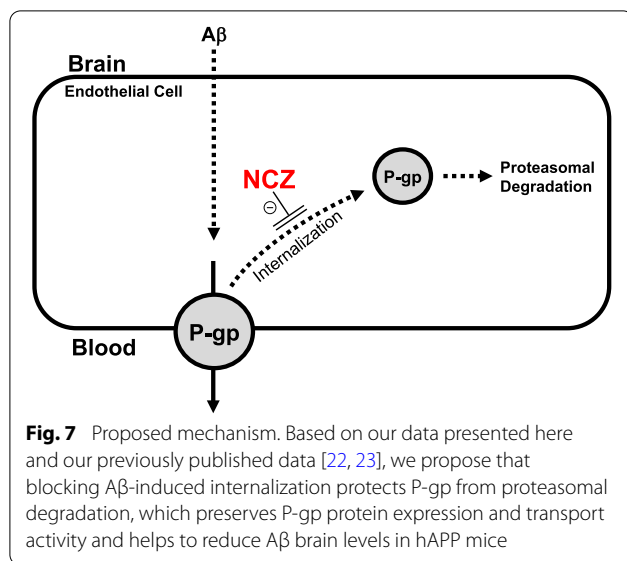 Aβ
Brain
Endothelial Cell
NCZ
⊖
P-gp
Proteasomal
Degradation
Internalization
P-gp
Blood
Fig. 7 Proposed mechanism. Based on our data presented here
and our previously published data [22, 23], we propose that
blocking Aβ-induced internalization protects P-gp from proteasomal
degradation, which preserves P-gp protein expression and transport
activity and helps to reduce Aβ brain levels in hAPP mice